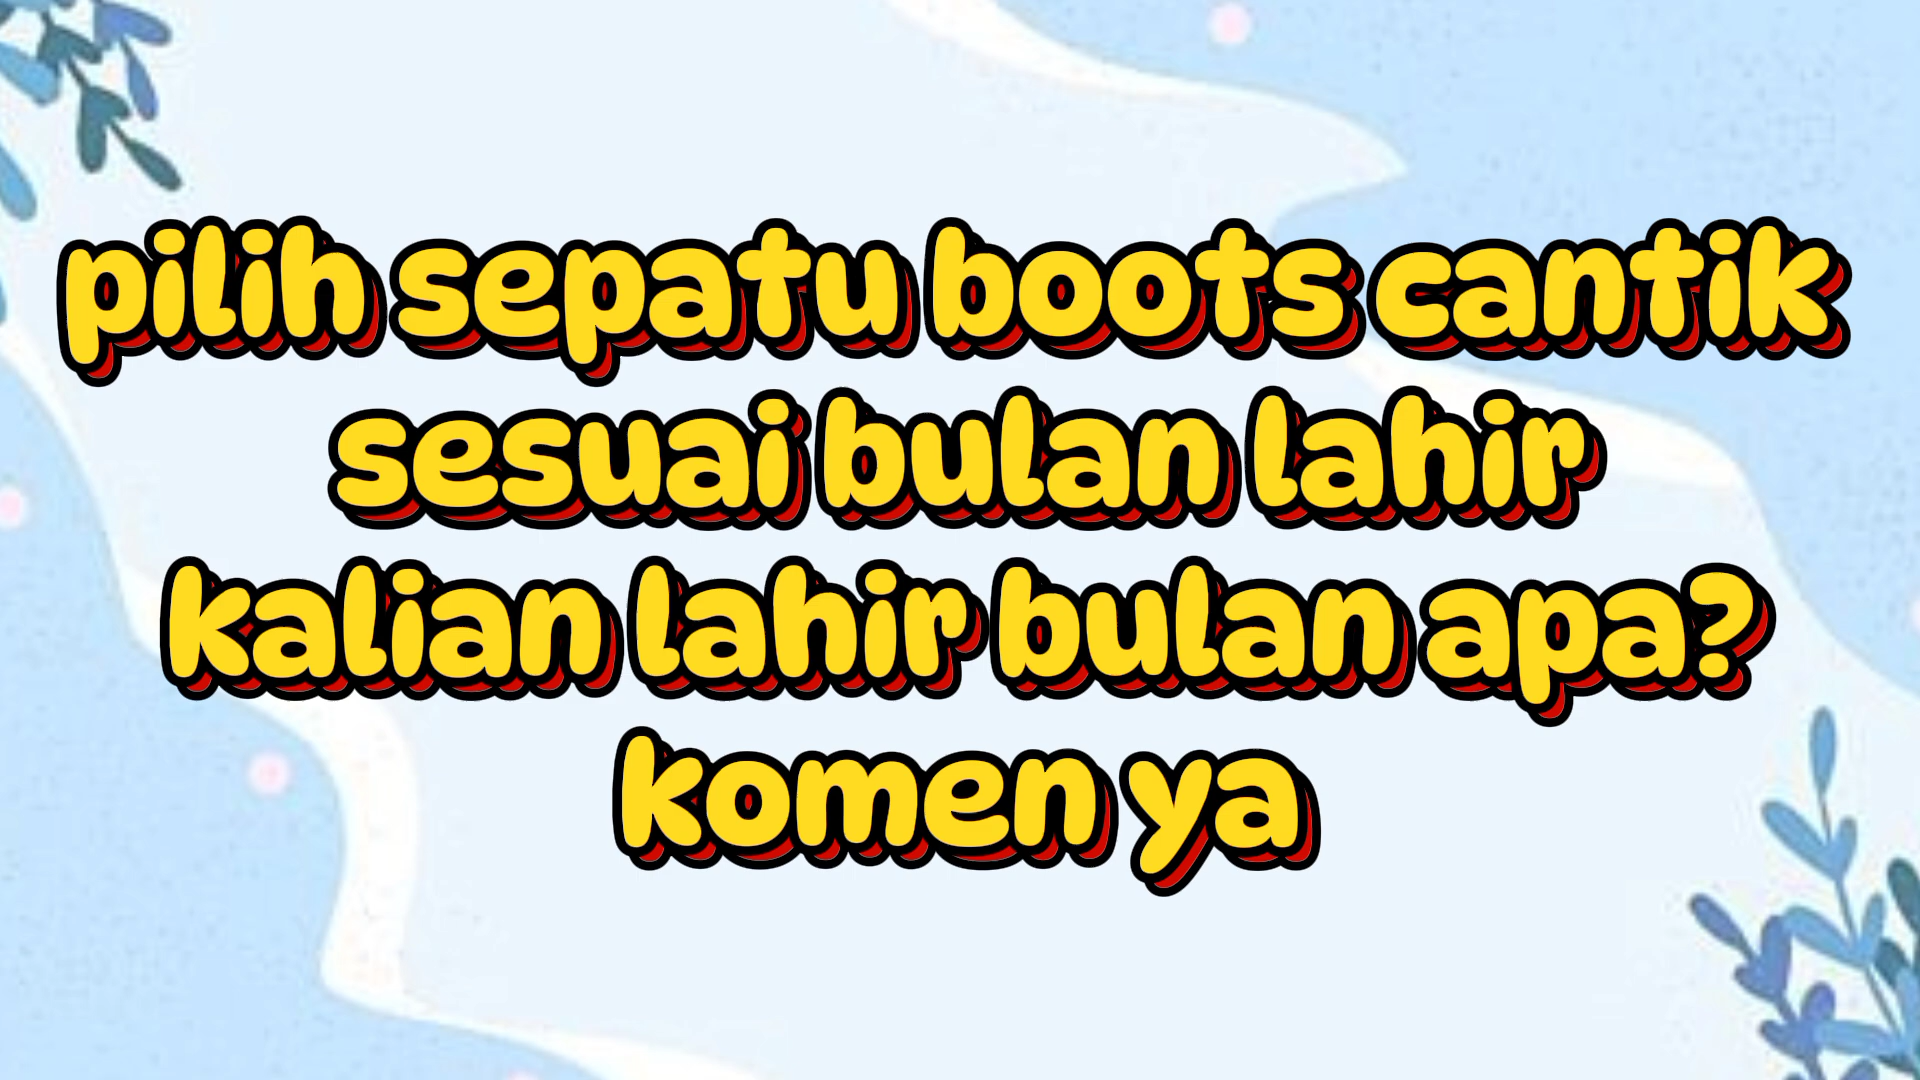 pilih sepatu boots cantik
sesuai bulan lahir
kalian lahir bulan apa?
komen ya